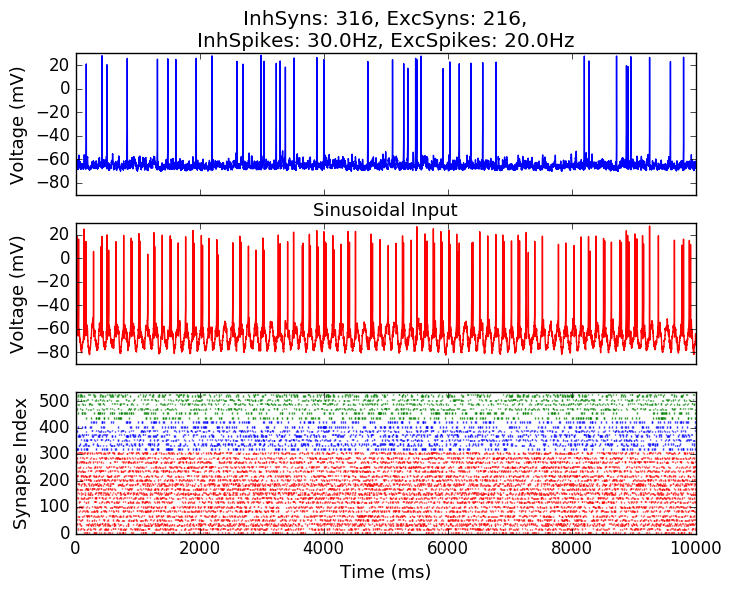 InhSyns: 316, ExcSyns: 216,
InhSpikes: 30.0Hz, ExcSpikes: 20.0Hz
20
0
−20
−40
−60
−80
Voltage (mV)
Sinusoidal Input
20
0
−20
−40
−60
−80
Voltage (mV)
500
400
300
200
100
0
Synapse Index
0 2000 4000 6000 8000 10000
Time (ms)